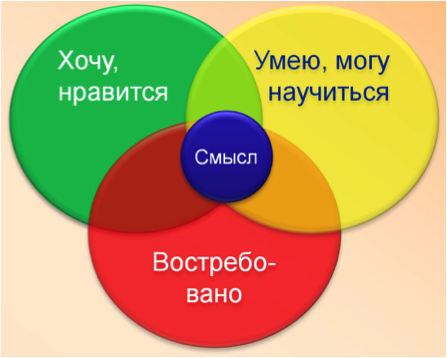 Хочу,
нравится
Умею, могу
научиться
Смысл
Востребо-
вано